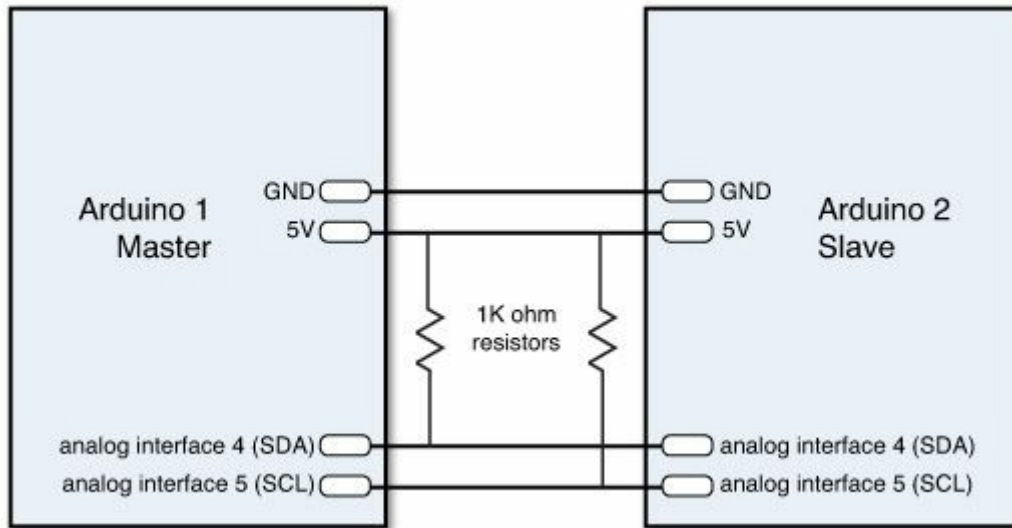 Arduino 1
Master
GND
5V
analog interface 4 (SDA)
analog interface 5 (SCL)
1K ohm
resistors
GND
5V
Arduino 2
Slave
analog interface 4 (SDA)
analog interface 5 (SCL)